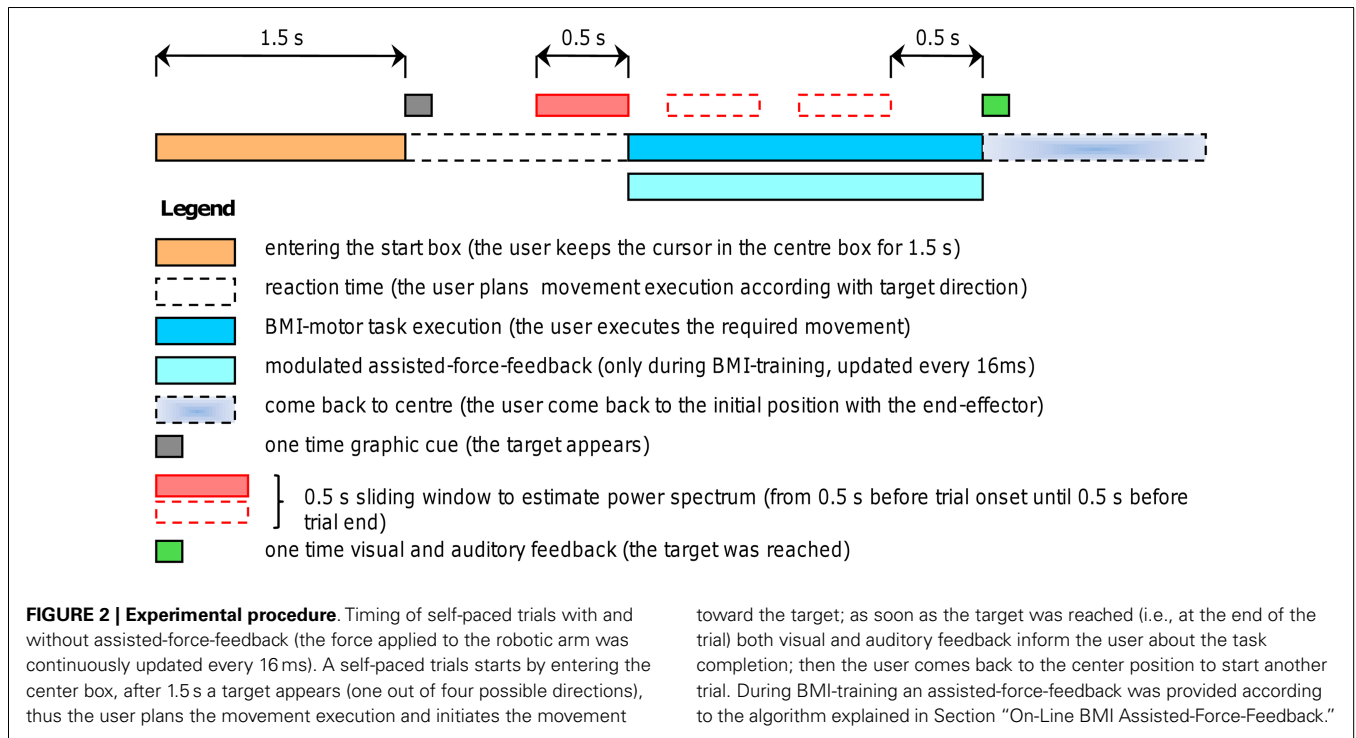 1.5 s
0.5 s
0.5 s
Legend
entering the start box (the user keeps the cursor in the centre box for 1.5 s)
reaction time (the user plans movement execution according with target direction)
BMI-motor task execution (the user executes the required movement)
modulated assisted-force-feedback (only during BMI-training, updated every 16ms)
come back to centre (the user come back to the initial position with the end-effector)
one time graphic cue (the target appears)
0.5 s sliding window to estimate power spectrum (from 0.5 s before trial onset until 0.5 s before
trial end)
one time visual and auditory feedback (the target was reached)
FIGURE 2 | Experimental procedure. Timing of self-paced trials with and
without assisted-force-feedback (the force applied to the robotic arm was
continuously updated every 16 ms). A self-paced trials starts by entering the
center box, after 1.5 s a target appears (one out of four possible directions),
thus the user plans the movement execution and initiates the movement
toward the target; as soon as the target was reached (i.e., at the end of the
trial) both visual and auditory feedback inform the user about the task
completion; then the user comes back to the center position to start another
trial. During BMI-training an assisted-force-feedback was provided according
to the algorithm explained in Section “On-Line BMI Assisted-Force-Feedback.”